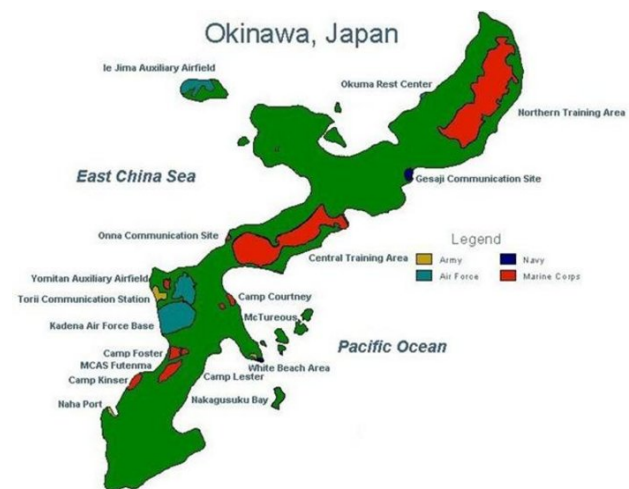 Okinawa, Japan
Ie Jima Auxiliary Airfield
Okuma Rest Center
Northern Training Area
East China Sea
Gesaji Communication Site
Onna Communication Site
Legend
Army
Navy
Air Force
Marine Corps
Central Training Area
Yomitan Auxiliary Airfield
Torii Communication Station
Camp Courtney
McTureous
Kadena Air Force Base
Pacific Ocean
Camp Foster
MCAS Futenma
White Beach Area
Camp Kinser
Camp Lester
Naha Port
Nakagusuku Bay